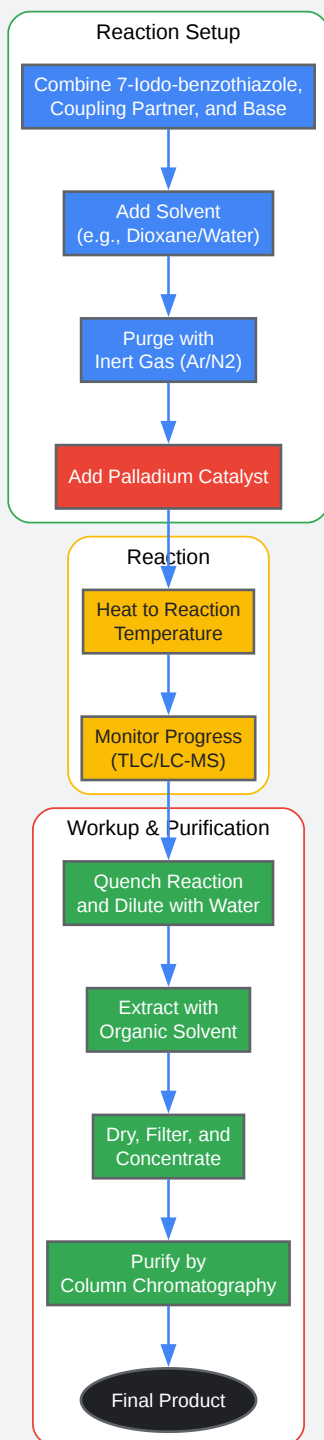 Reaction Setup
Combine 7-Iodo-benzothiazole,
Coupling Partner, and Base
Add Solvent
(e.g., Dioxane/Water)
Purge with
Inert Gas (Ar/N2)
Add Palladium Catalyst
Reaction
Heat to Reaction
Temperature
Monitor Progress
(TLC/LC-MS)
Workup & Purification
Quench Reaction
and Dilute with Water
Extract with
Organic Solvent
Dry, Filter, and
Concentrate
Purify by
Column Chromatography
Final Product